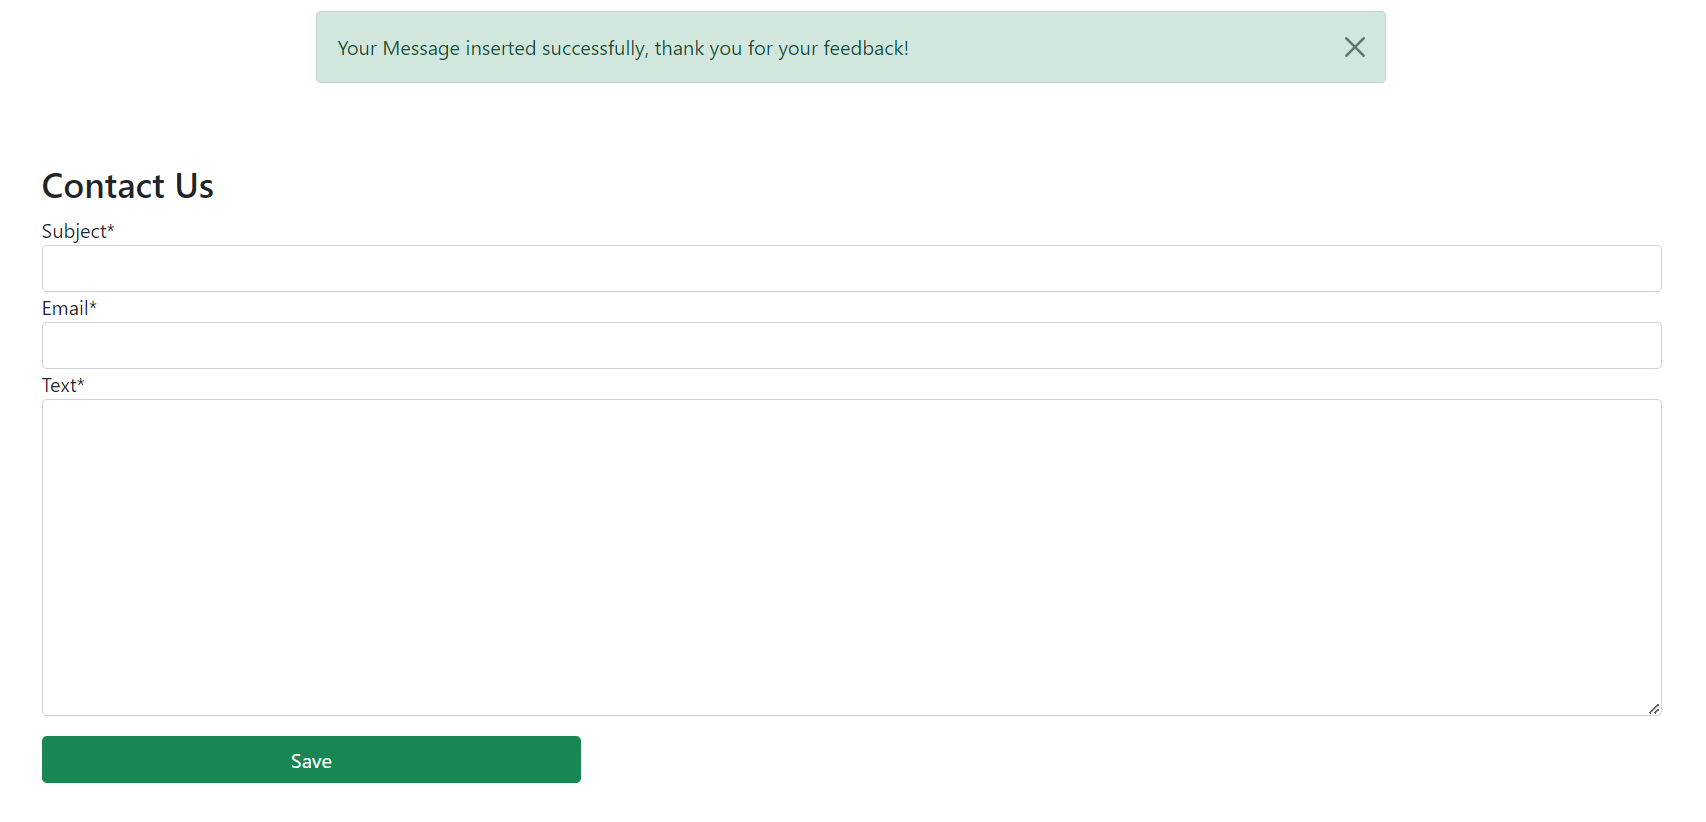 Your Message inserted successfully, thank you for your feedback!
Contact Us
Subject*
Email*
Text*
Save